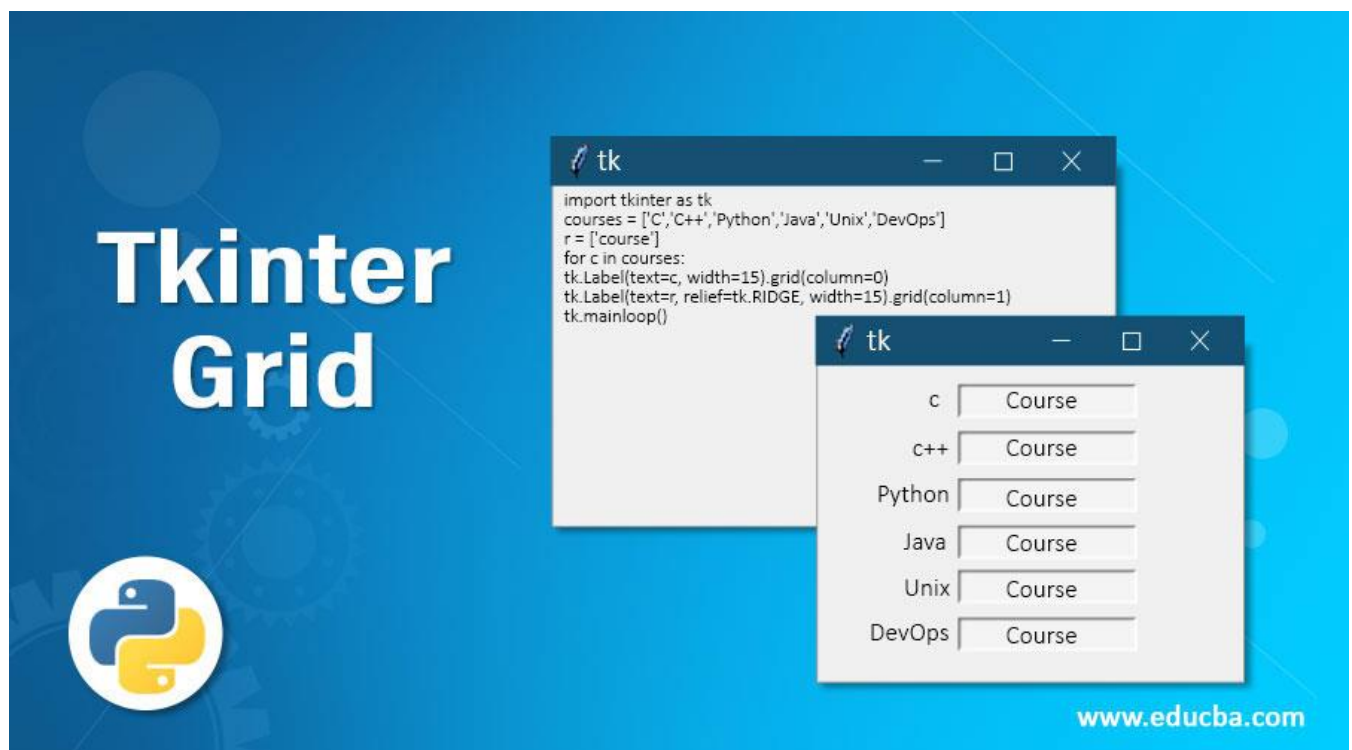 Tkinter
Grid
tk
import tkinter as tk
courses = ['C','C++','Python','Java','Unix','DevOps']
r = ['course']
for c in courses:
tk.Label(text=c, width=15).grid(column=0)
tk.Label(text=r, relief=tk.RIDGE, width=15).grid(column=1)
tk.mainloop()
tk
c Course
c++ Course
Python Course
Java Course
Unix Course
DevOps Course
www.educba.com